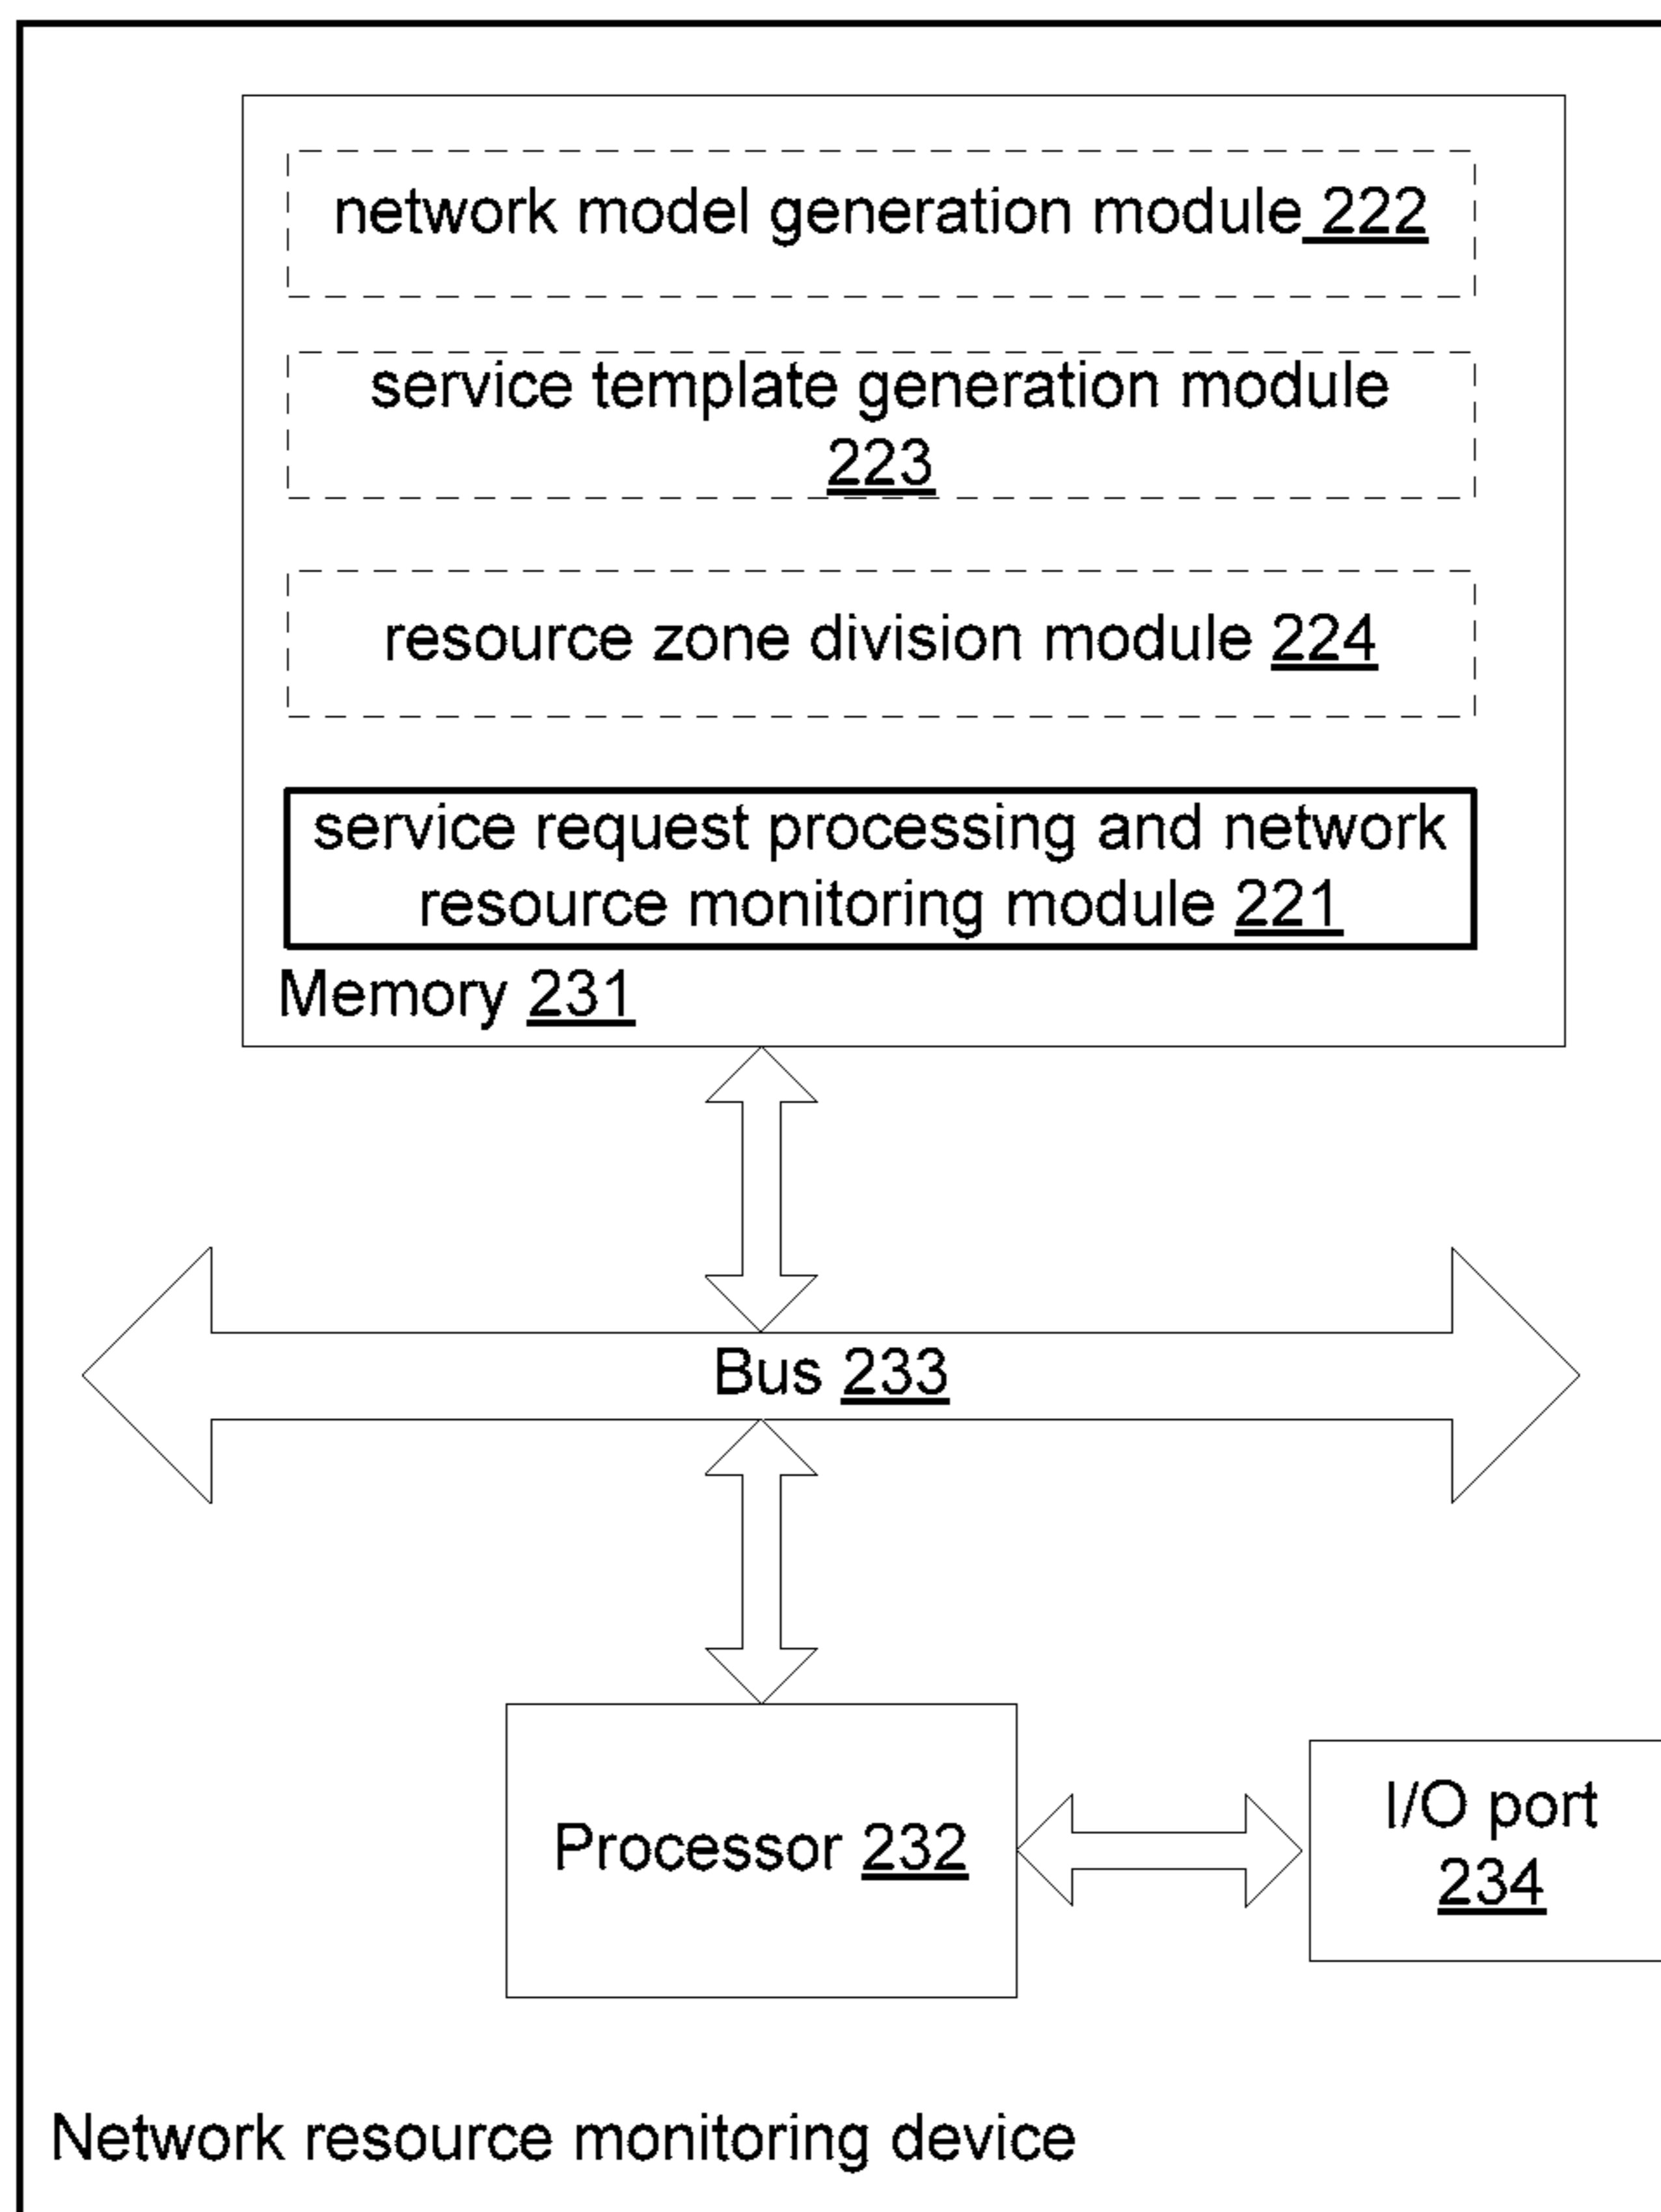 network model generation module 222
service template generation module
223
resource zone division module 224
service request processing and network
resource monitoring module 221
Memory 231
Bus 233
Processor 232
I/O port
234
Network resource monitoring device